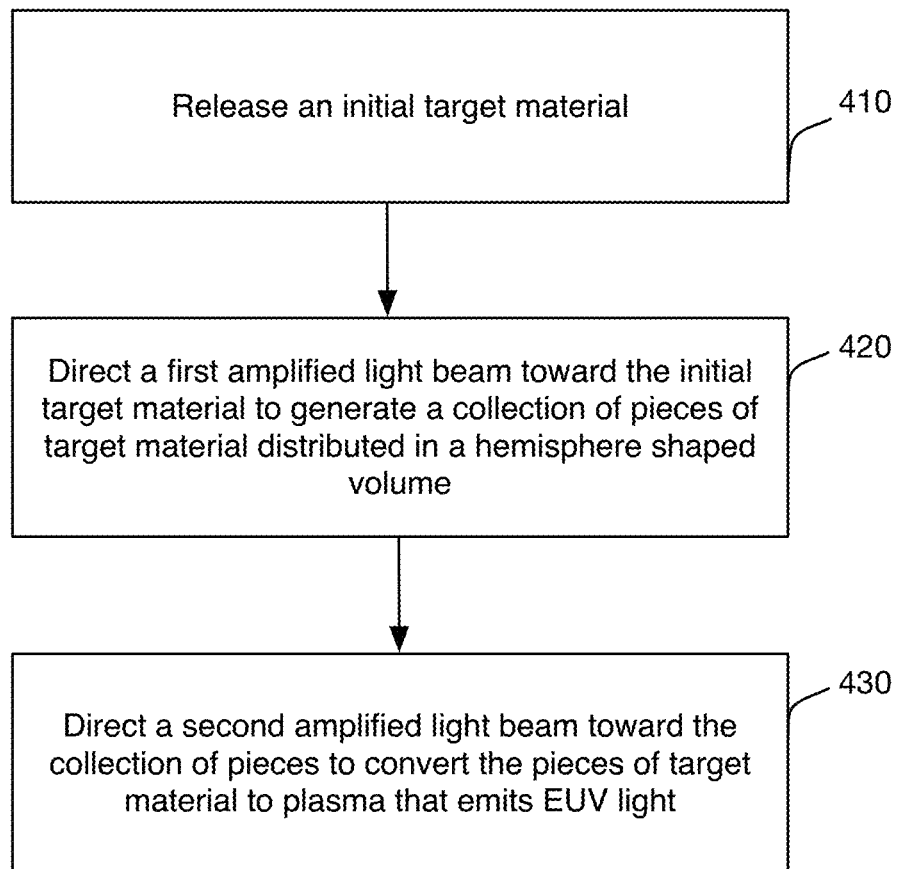 Release an initial target material
410
Direct a first amplified light beam toward the initial
target material to generate a collection of pieces of
target material distributed in a hemisphere shaped
volume
420
Direct a second amplified light beam toward the
collection of pieces to convert the pieces of target
material to plasma that emits EUV light
430